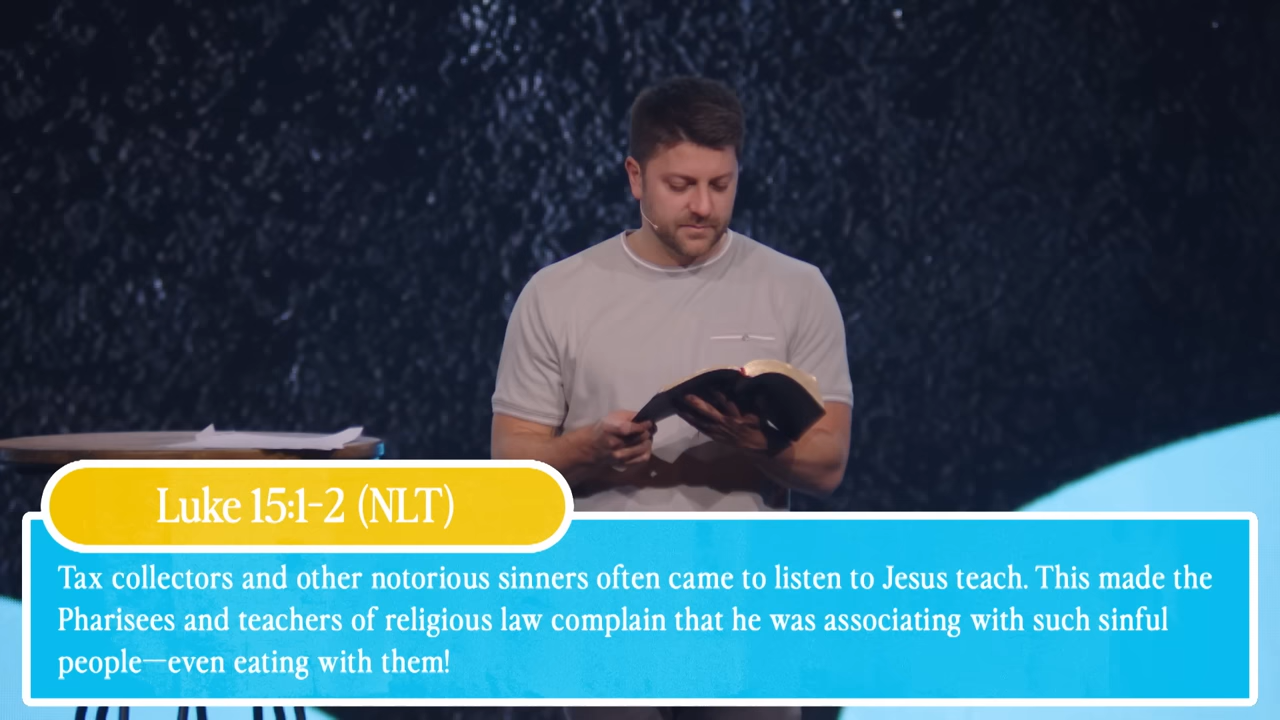 Luke 15:1-2 (NLT)
Tax collectors and other notorious sinners often came to listen to Jesus teach. This made the
Pharisees and teachers of religious law complain that he was associating with such sinful
people—even eating with them!